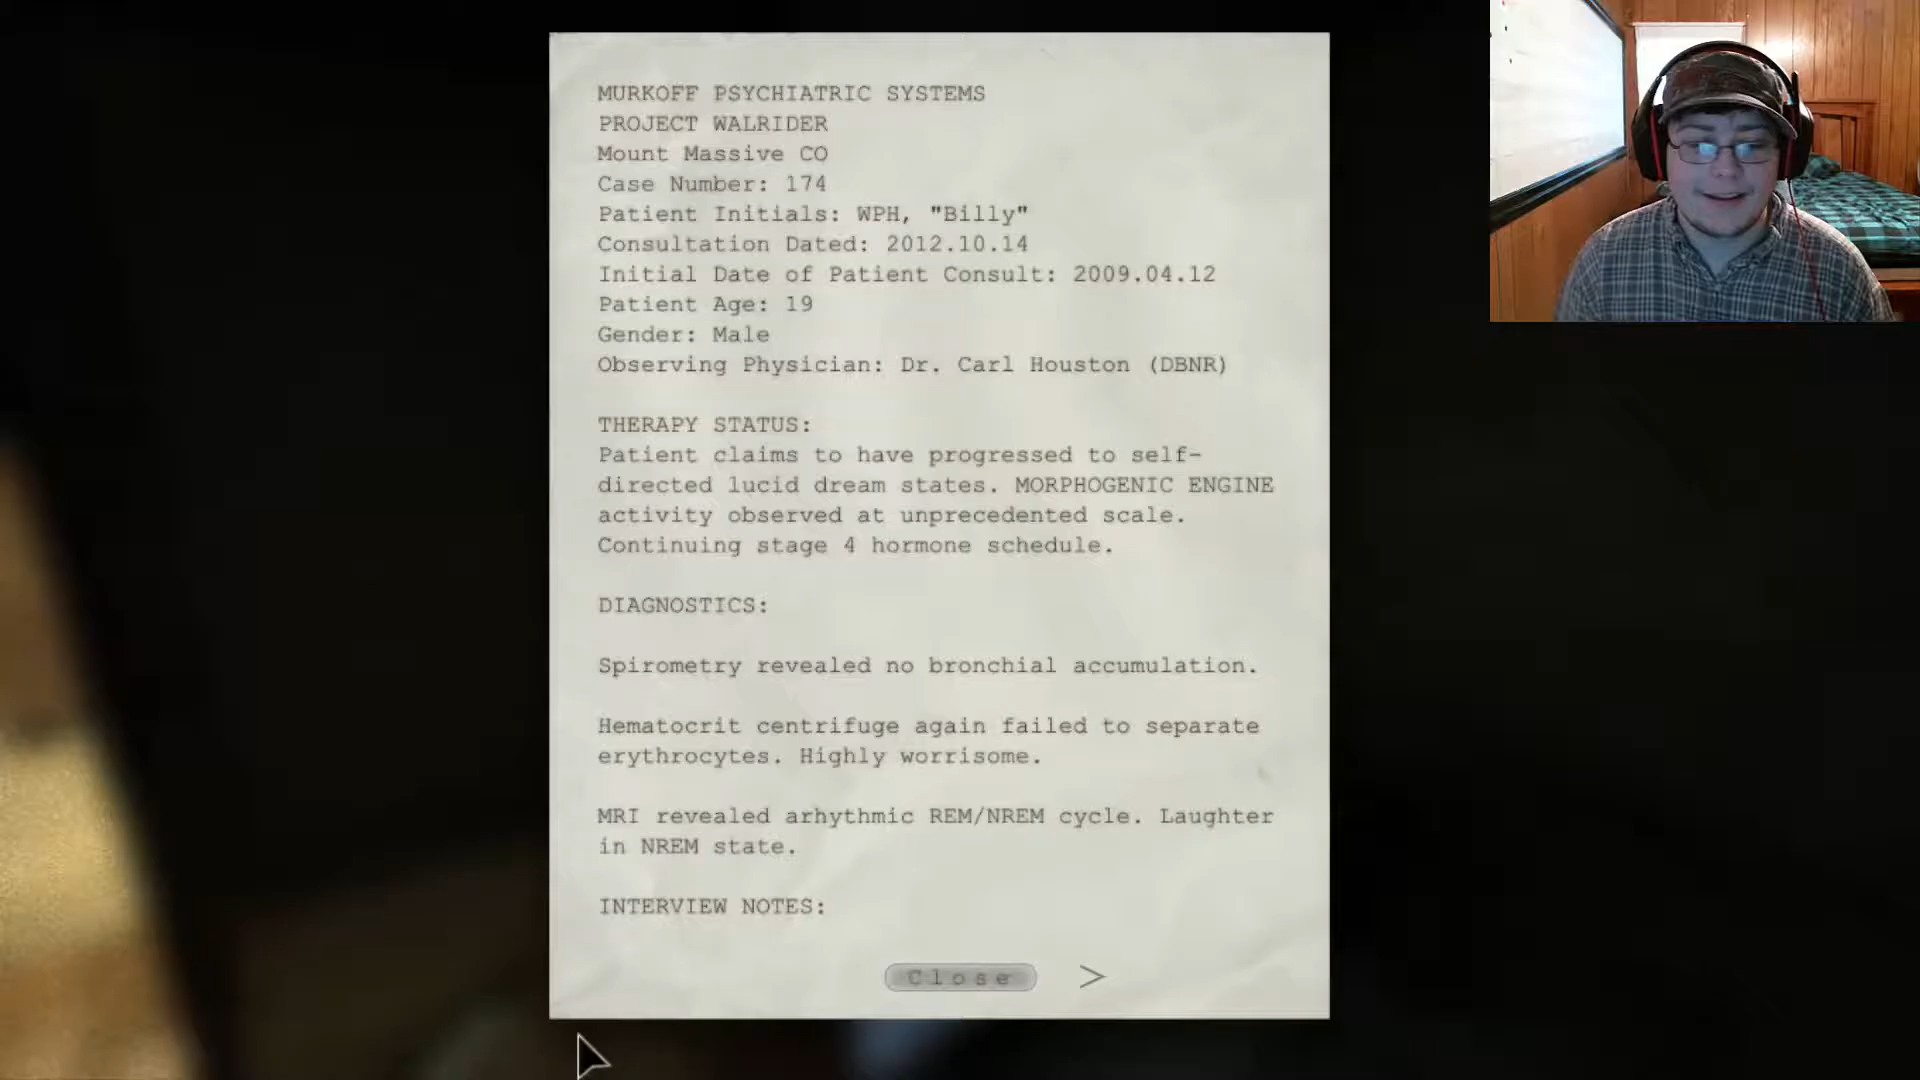 MURKOFF PSYCHIATRIC SYSTEMS
PROJECT WALRIDER
Mount Massive CO
Case Number: 174
Patient Initials: WPH, "Billy"
Consultation Dated: 2012.10.14
Initial Date of Patient Consult: 2009.04.12
Patient Age: 19
Gender: Male
Observing Physician: Dr. Carl Houston (DBNR)
THERAPY STATUS:
Patient claims to have progressed to self-
directed lucid dream states. MORPHOGENIC ENGINE
activity observed at unprecedented scale.
Continuing stage 4 hormone schedule.
DIAGNOSTICS:
Spirometry revealed no bronchial accumulation.
Hematocrit centrifuge again failed to separate
erythrocytes. Highly worrisome.
MRI revealed arhythmic REM/NREM cycle. Laughter
in NREM state.
INTERVIEW NOTES:
Close >